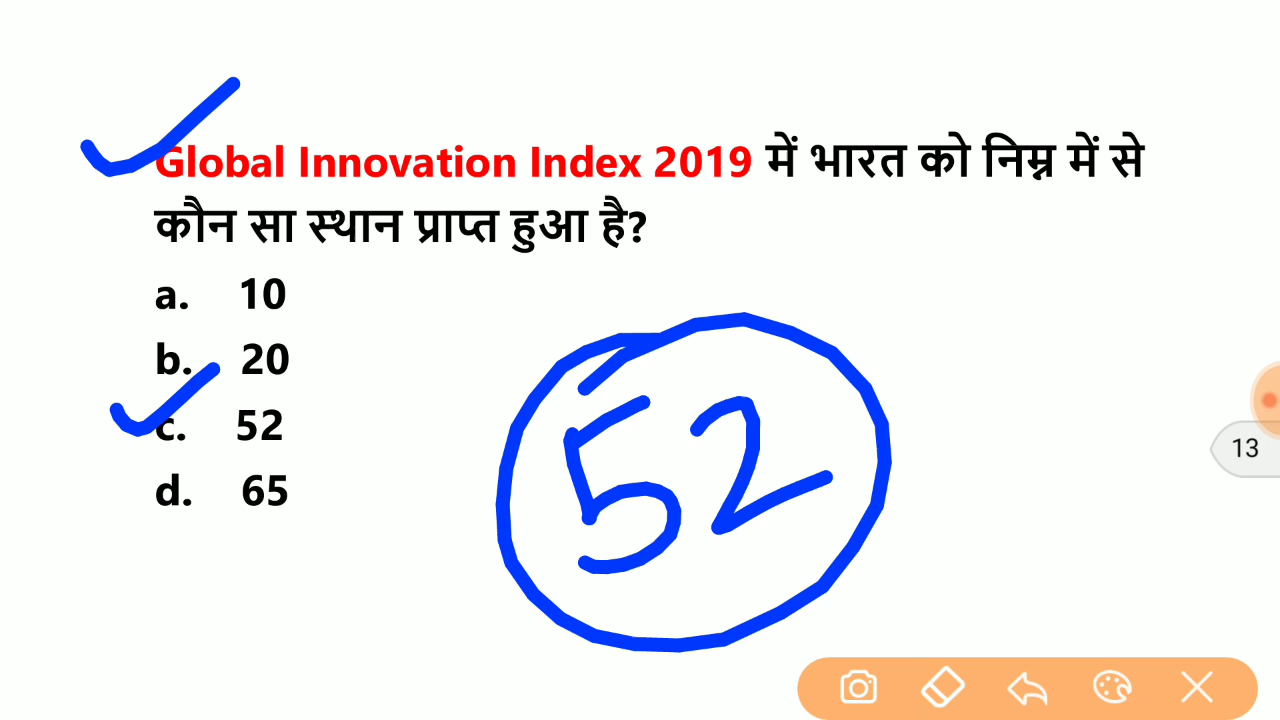 Global Innovation Index 2019 में भारत को निम्न में से
कौन सा स्थान प्राप्त हुआ है?
a. 10
b. 20
c. 52
d. 65
52
13